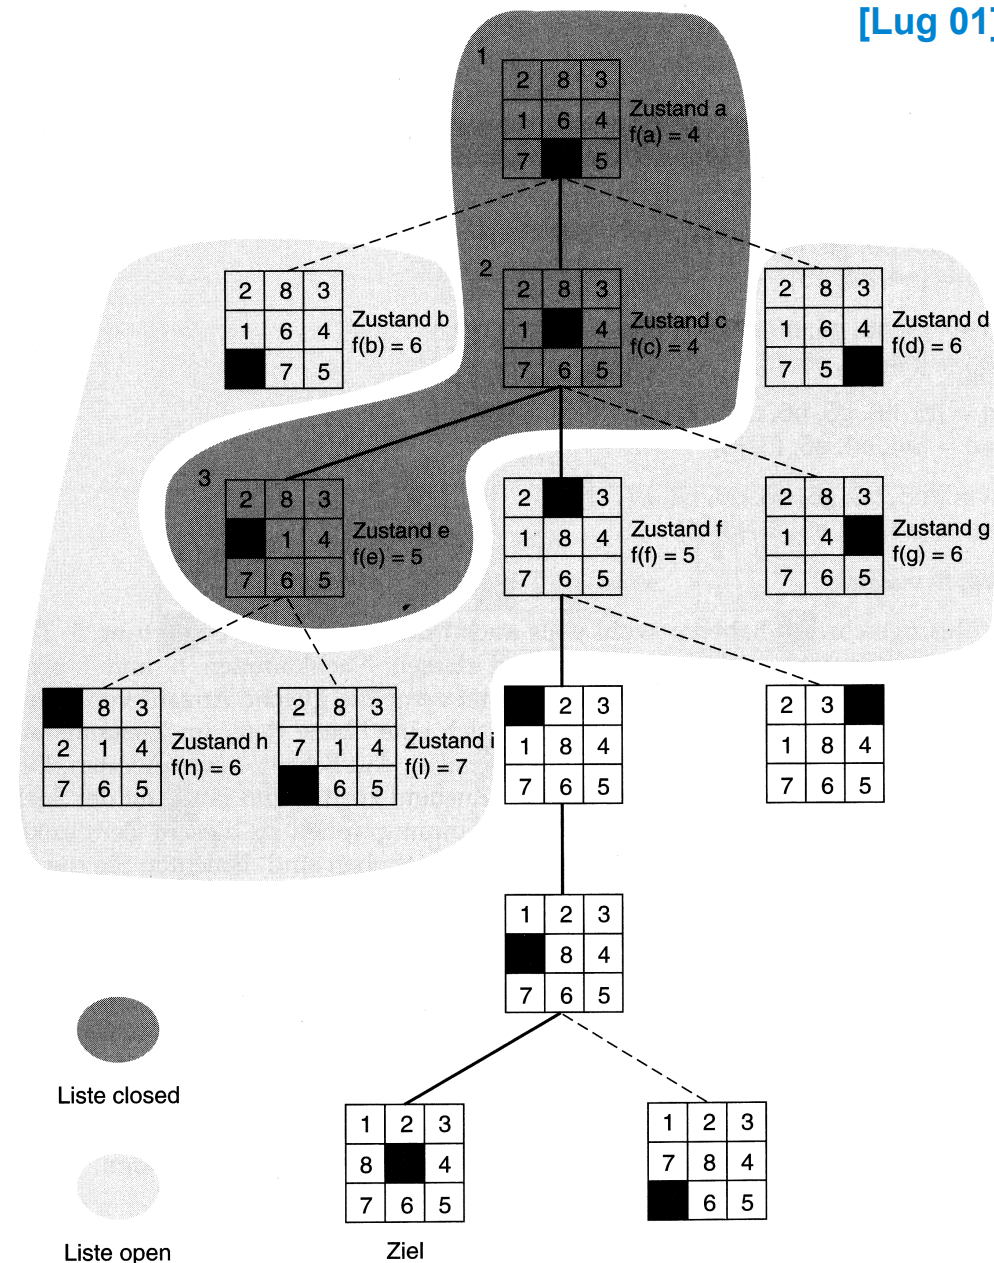 [Lug 01]
1
2 8 3
1 6 4
7 5
Zustand a
f(a) = 4
2 8 3
1 6 4
7 5
Zustand b
f(b) = 6
2
2 8 3
1 4
7 6 5
Zustand c
f(c) = 4
2 8 3
1 6 4
7 5
Zustand d
f(d) = 6
3
2 8 3
1 4
7 6 5
Zustand e
f(e) = 5
2 3
1 8 4
7 6 5
Zustand f
f(f) = 5
2 8 3
1 4
7 6 5
Zustand g
f(g) = 6
8 3
2 1 4
7 6 5
Zustand h
f(h) = 6
2 8 3
7 1 4
6 5
Zustand i
f(i) = 7
2 3
1 8 4
7 6 5
2 3
1 8 4
7 6 5
1 2 3
8 4
7 6 5
Liste closed
1 2 3
8 4
7 6 5
Ziel
1 2 3
7 8 4
6 5
Liste open